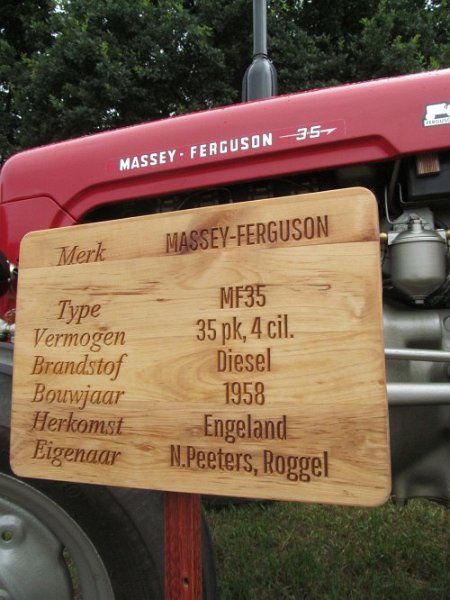 MASSEY-FERGUSON 35
FERGUSON
Merk MASSEY-FERGUSON
Type MF35
Vermogen 35 pk, 4 cil.
Brandstof Diesel
Bouwjaar 1958
Herkomst Engeland
Eigenaar N.Peeters, Roggel